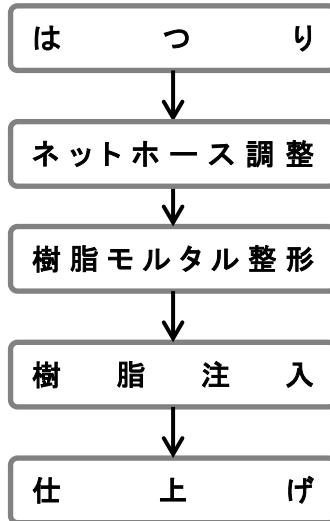 はつり
ネットホース調整
樹脂モルタル整形
樹脂注入
仕上げ